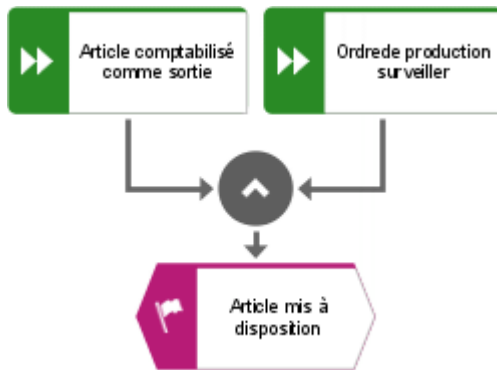 Article comptabilisé
comme sortie
Ordrede production
surveiller
Article mis à
disposition